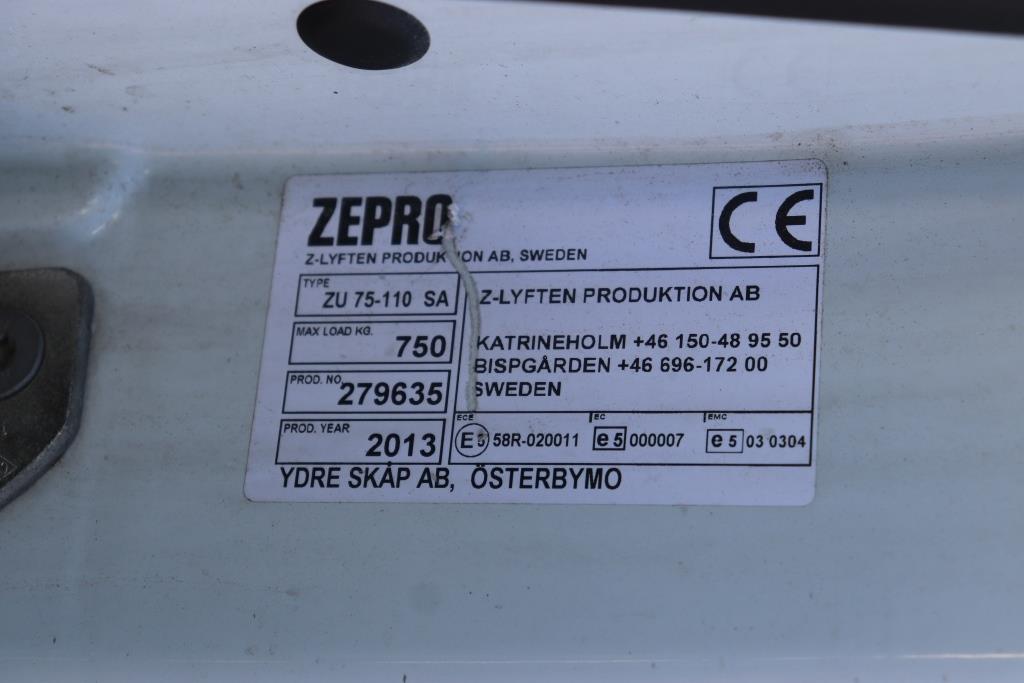 ZEPRO
CE
Z-LYFTEN PRODUKTION AB, SWEDEN
TYPE
ZU 75-110 SA
MAX LOAD KG.
750
PROD. NO.
279635
PROD. YEAR
2013
Z-LYFTEN PRODUKTION AB
KATRINEHOLM +46 150-48 95 50
BISPGÅRDEN +46 696-172 00
SWEDEN
ECE
E5 58R-020011
EC
e5 000007
EMC
e5 03 0304
YDRE SKÅP AB, ÖSTERBYMO